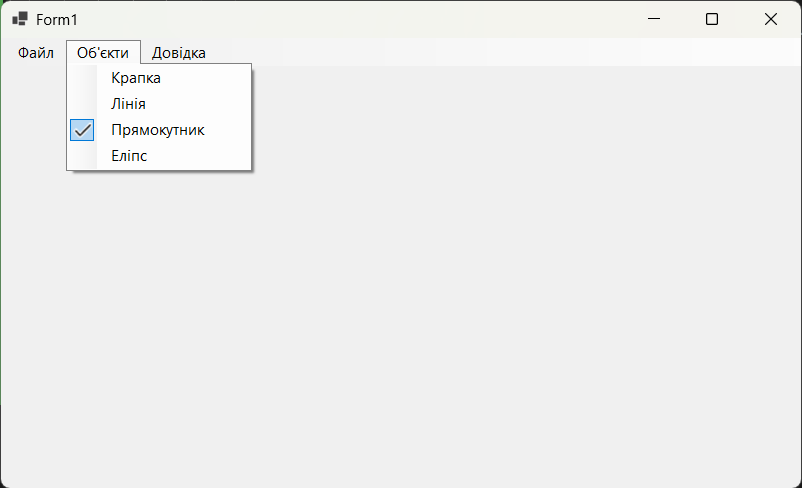 Form1
Файл Об'єкти Довідка
Крапка
Лінія
Прямокутник
Еліпс